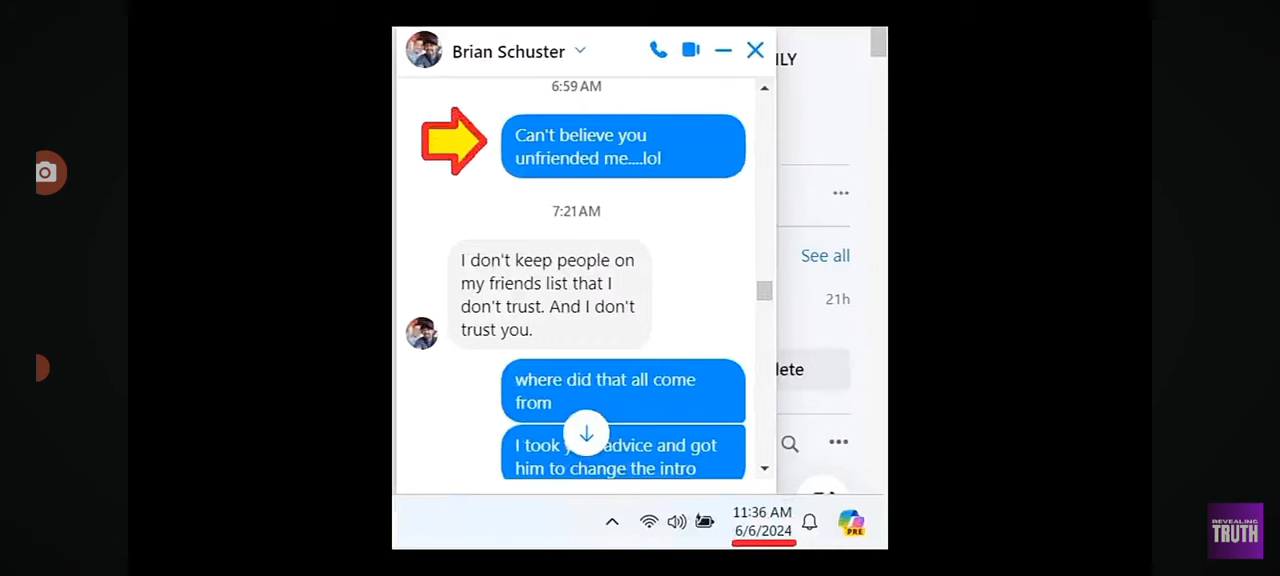 Brian Schuster
ILY
6:59 AM
Can't believe you
unfriended me....lol
7:21 AM
See all
I don't keep people on
my friends list that I
don't trust. And I don't
trust you.
21h
where did that all come
from
lete
I took advice and got
him to change the intro
11:36 AM
6/6/2024
PRE
REVEALING
TRUTH